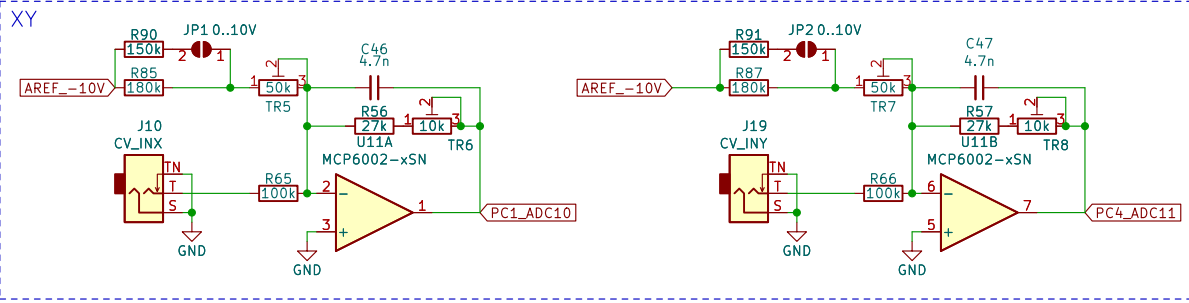 XY
R90
150k
JP1 0..10V
2 1
AREF_-10V
R85
180k
1 50k 3
2
TR5
C46
4.7n
R56
27k
1 10k 3
2
TR6
U11A
MCP6002-xSN
J10
CV_INX
TN
T
S
R65
100k
2 −
3 +
1
PC1_ADC10
GND
GND
R91
150k
JP2 0..10V
2 1
AREF_-10V
R87
180k
1 50k 3
2
TR7
C47
4.7n
R57
27k
1 10k 3
2
TR8
U11B
MCP6002-xSN
J19
CV_INY
TN
T
S
R66
100k
6 −
5 +
7
PC4_ADC11
GND
GND